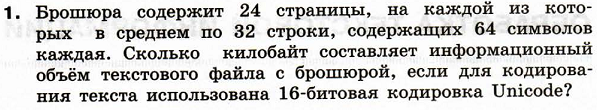 1. Брошюра содержит 24 страницы, на каждой из кото-
рых в среднем по 32 строки, содержащих 64 символов
каждая. Сколько килобайт составляет информационный
объём текстового файла с брошюрой, если для кодирова-
ния текста использована 16-битовая кодировка Unicode?